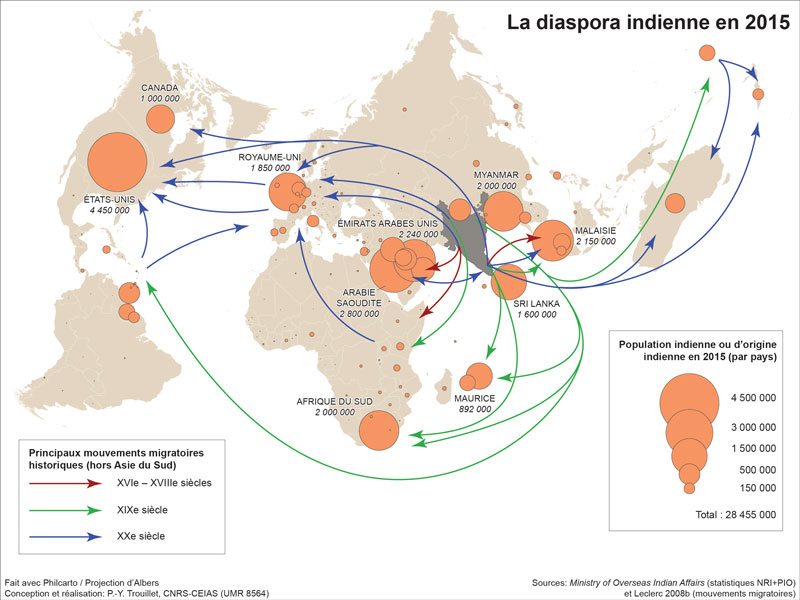 La diaspora indienne en 2015
CANADA
1 000 000
ROYAUME-UNI
1 850 000
MYANMAR
2 000 000
ÉTATS-UNIS
4 450 000
ÉMIRATS ARABES UNIS
2 240 000
MALAISIE
2 150 000
ARABIE
SAOUDITE
2 800 000
SRI LANKA
1 600 000
AFRIQUE DU SUD
2 000 000
MAURICE
892 000
Population indienne ou d'origine
indienne en 2015 (par pays)
4 500 000
3 000 000
1 500 000
500 000
150 000
Total : 28 455 000
Principaux mouvements migratoires
historiques (hors Asie du Sud)
XVIe – XVIIIe siècles
XIXe siècle
XXe siècle
Fait avec Philcarto / Projection d'Albers
Conception et réalisation: P.-Y. Trouillet, CNRS-CEIAS (UMR 8564)
Sources: Ministry of Overseas Indian Affairs (statistiques NRI+PIO)
et Leclerc 2008b (mouvements migratoires)